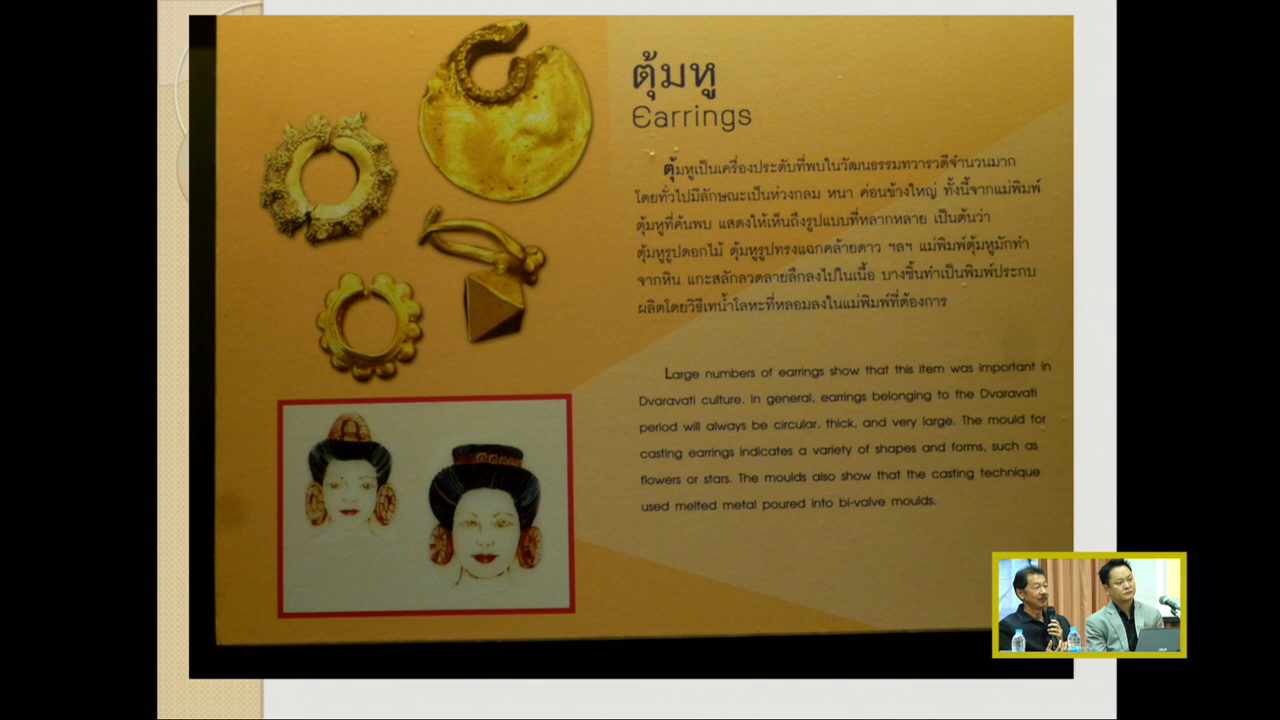 ตุ้มหู
Earrings
ตุ้มหูเป็นเครื่องประดับที่พบในวัฒนธรรมทวารวดีจำนวนมาก
โดยทั่วไปมีลักษณะเป็นห่วงกลม หนา ค่อนข้างใหญ่ ทั้งนี้จากแม่พิมพ์
ตุ้มหูที่ค้นพบ แสดงให้เห็นถึงรูปแบบที่หลากหลาย เป็นต้นว่า
ตุ้มหูรูปดอกไม้ ตุ้มหูรูปทรงแฉกคล้ายดาว ฯลฯ แม่พิมพ์ตุ้มหูมักทำ
จากหิน แกะสลักลวดลายลึกลงไปในเนื้อ บางชิ้นทำเป็นพิมพ์ประกบ
ผลิตโดยวิธีเทน้ำโลหะที่หลอมลงในแม่พิมพ์ที่ต้องการ
Large numbers of earrings show that this item was important in
Dvaravati culture. In general, earrings belonging to the Dvaravati
period will always be circular, thick, and very large. The mould for
casting earrings indicates a variety of shapes and forms, such as
flowers or stars. The moulds also show that the casting technique
used melted metal poured into bi-valve moulds.